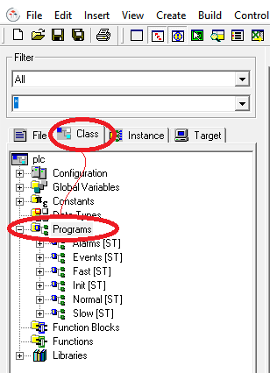 File Edit Insert View Create Build Control
Filter
All
*
File Class Instance Target
plc
Configuration
Global Variables
Constants
Data Types
Programs
Alarms [ST]
Events [ST]
Fast [ST]
Init [ST]
Normal [ST]
Slow [ST]
Function Blocks
Functions
Libraries